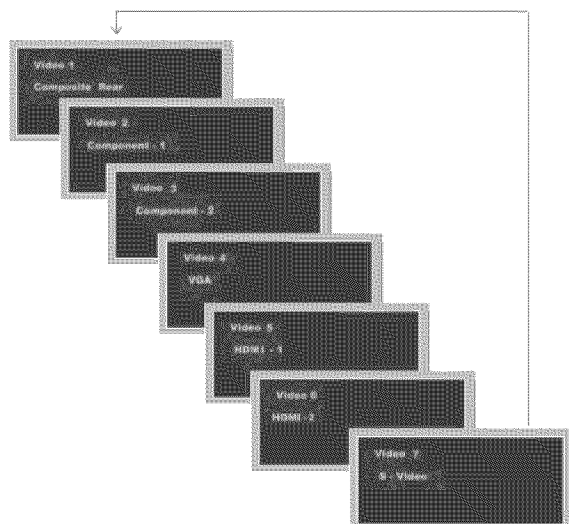 Video 1
Composite Rear
Video 2
Component - 1
Video 3
Component - 2
Video 4
VGA
Video 5
HDMI - 1
Video 6
HDMI - 2
Video 7
S - Video